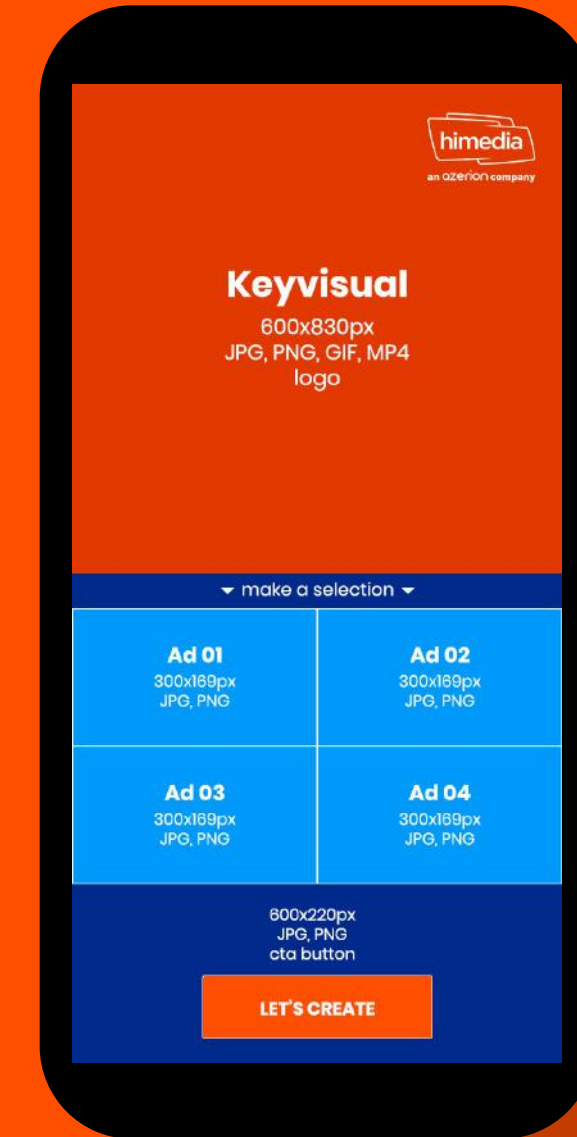 himedia
an azerion company
Keyvisual
600x830px
JPG, PNG, GIF, MP4
logo
make a selection
Ad 01
300x169px
JPG, PNG
Ad 02
300x169px
JPG, PNG
Ad 03
300x169px
JPG, PNG
Ad 04
300x169px
JPG, PNG
600x220px
JPG, PNG
cta button
LET'S CREATE